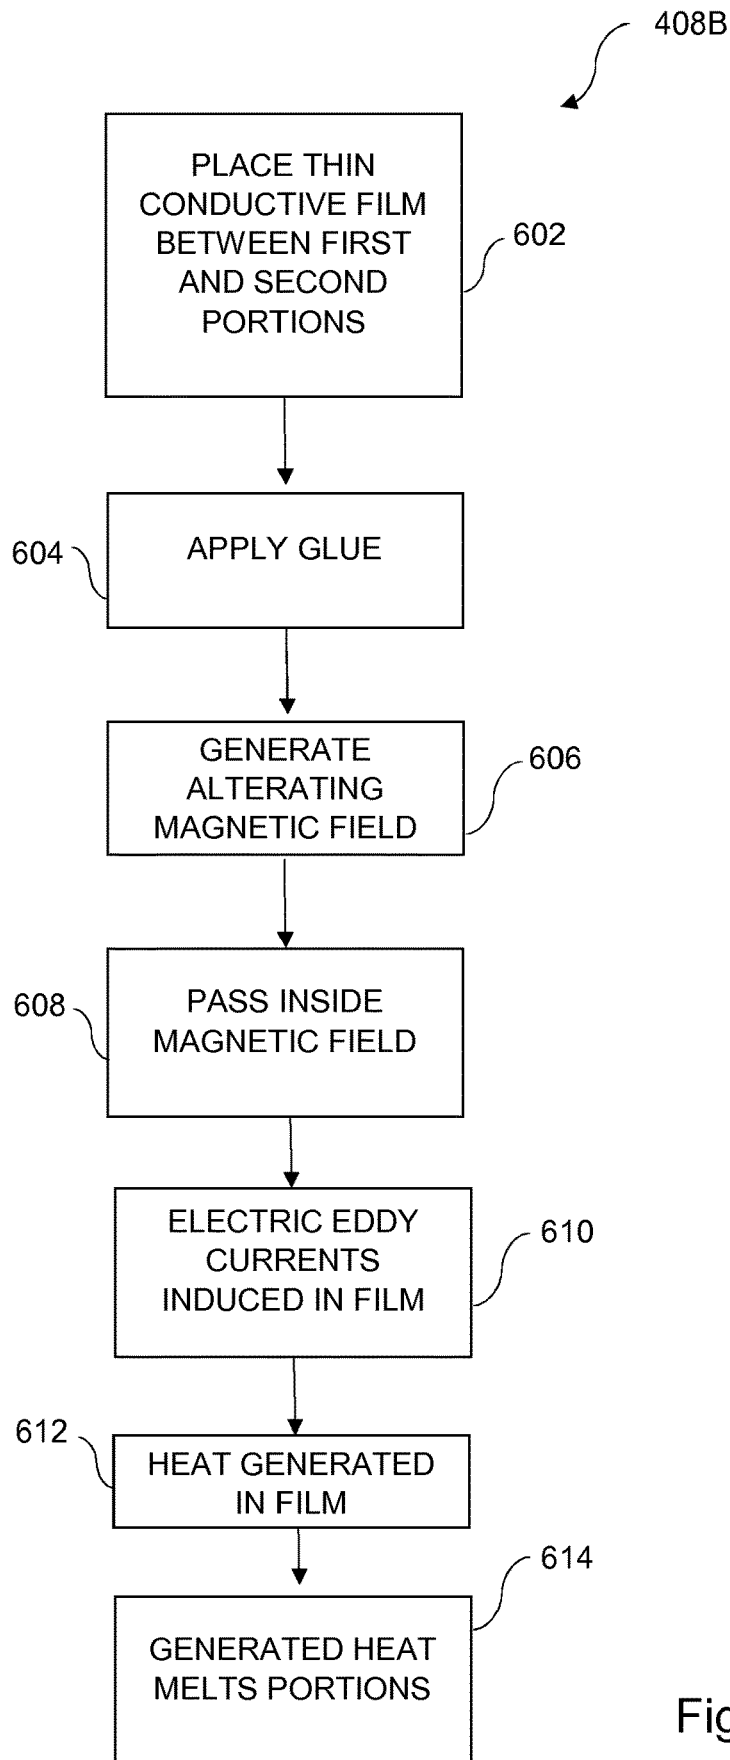 408B
PLACE THIN
CONDUCTIVE FILM
BETWEEN FIRST
AND SECOND
PORTIONS
602
APPLY GLUE
604
GENERATE
ALTERATING
MAGNETIC FIELD
606
PASS INSIDE
MAGNETIC FIELD
608
ELECTRIC EDDY
CURRENTS
INDUCED IN FILM
610
HEAT GENERATED
IN FILM
612
GENERATED HEAT
MELTS PORTIONS
614
Fig